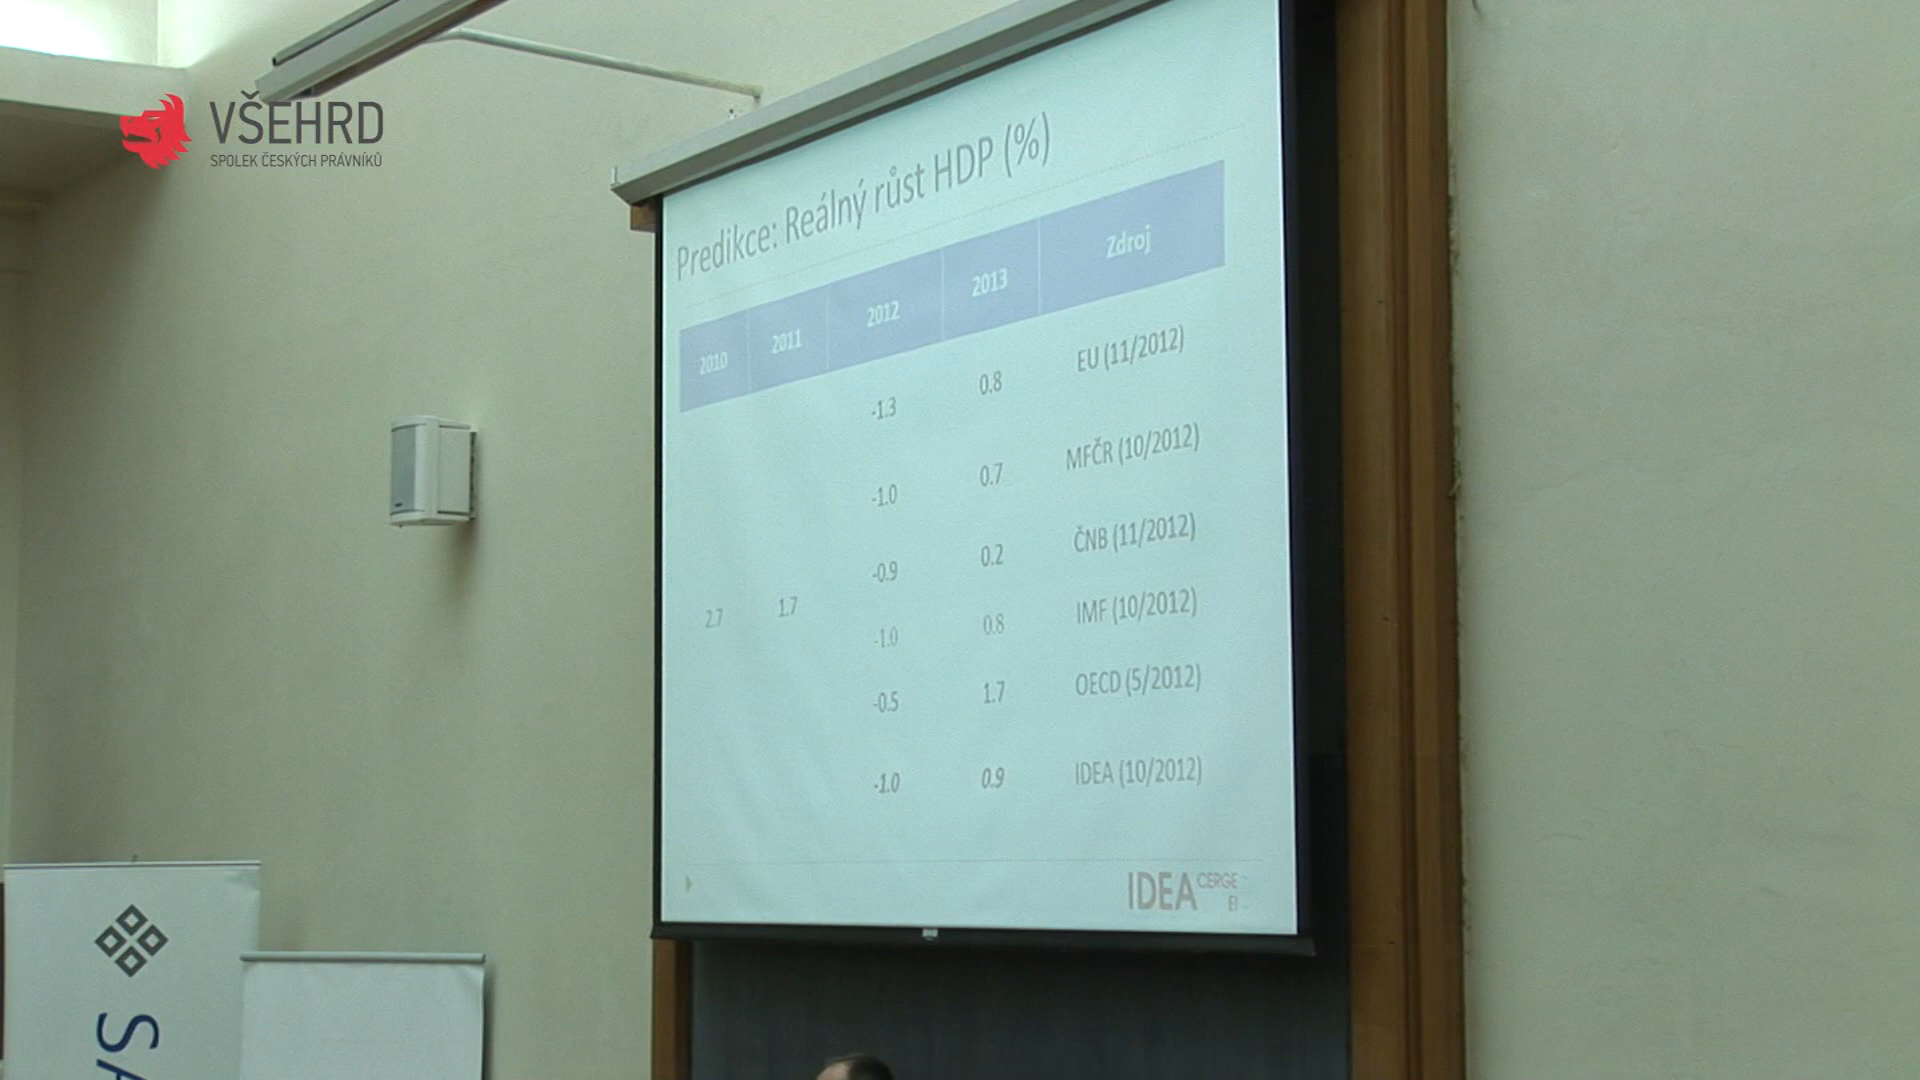 VŠEHRD
SPOLEK ČESKÝCH PRÁVNÍKŮ
Predikce: Reálný růst HDP (%)
2010 2011 2012 2013 Zdroj
-1.3 0.8 EU (11/2012)
-1.0 0.7 MFČR (10/2012)
-0.9 0.2 ČNB (11/2012)
2.7 1.7
-1.0 0.8 IMF (10/2012)
-0.5 1.7 OECD (5/2012)
-1.0 0.9 IDEA (10/2012)
IDEA CERGE
EI
SA